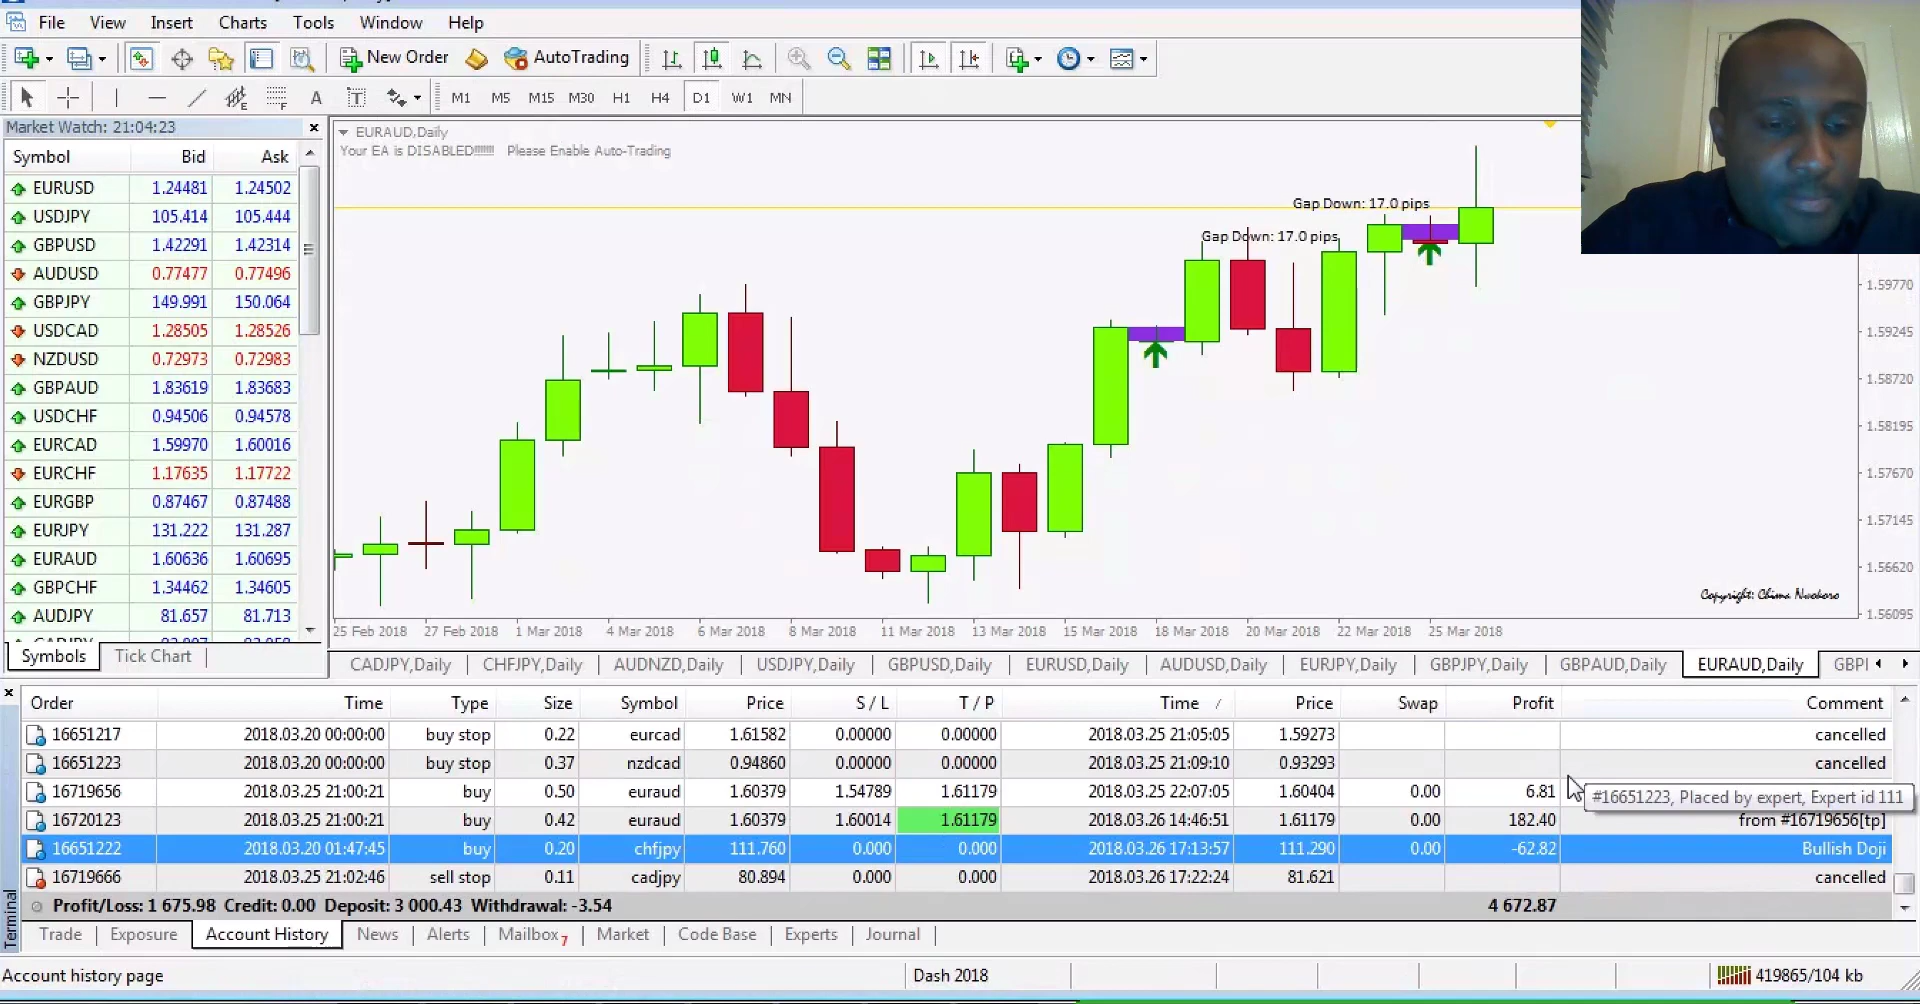 File View Insert Charts Tools Window Help
New Order AutoTrading
A T M1 M5 M15 M30 H1 H4 D1 W1 MN
Market Watch: 21:04:23
Symbol Bid Ask
EURUSD 1.24481 1.24502
USDJPY 105.414 105.444
GBPUSD 1.42291 1.42314
AUDUSD 0.77477 0.77496
GBPJPY 149.991 150.064
USDCAD 1.28505 1.28526
NZDUSD 0.72973 0.72983
GBPAUD 1.83619 1.83683
USDCHF 0.94506 0.94578
EURCAD 1.59970 1.60016
EURCHF 1.17635 1.17722
EURGBP 0.87467 0.87488
EURJPY 131.222 131.287
EURAUD 1.60636 1.60695
GBPCHF 1.34462 1.34605
AUDJPY 81.657 81.713
Symbols Tick Chart
EURAUD,Daily
Your EA is DISABLED!!!!!!! Please Enable Auto-Trading
Gap Down: 17.0 pips
Gap Down: 17.0 pips
1.59770
1.59245
1.58720
1.58195
1.57670
1.57145
1.56620
1.56095
Copyright: Chima Nwokoro
25 Feb 2018 27 Feb 2018 1 Mar 2018 4 Mar 2018 6 Mar 2018 8 Mar 2018 11 Mar 2018 13 Mar 2018 15 Mar 2018 18 Mar 2018 20 Mar 2018 22 Mar 2018 25 Mar 2018
CADJPY,Daily CHFJPY,Daily AUDNZD,Daily USDJPY,Daily GBPUSD,Daily EURUSD,Daily AUDUSD,Daily EURJPY,Daily GBPJPY,Daily GBPAUD,Daily EURAUD,Daily GBPI
Order Time Type Size Symbol Price S / L T / P Time / Price Swap Profit Comment
16651217 2018.03.20 00:00:00 buy stop 0.22 eurcad 1.61582 0.00000 0.00000 2018.03.25 21:05:05 1.59273 cancelled
16651223 2018.03.20 00:00:00 buy stop 0.37 nzdcad 0.94860 0.00000 0.00000 2018.03.25 21:09:10 0.93293 cancelled
16719656 2018.03.25 21:00:21 buy 0.50 euraud 1.60379 1.54789 1.61179 2018.03.25 22:07:05 1.60404 0.00 6.81
#16651223, Placed by expert, Expert id 111
16720123 2018.03.25 21:00:21 buy 0.42 euraud 1.60379 1.60014 1.61179 2018.03.26 14:46:51 1.61179 0.00 182.40 from #16719656[tp]
16651222 2018.03.20 01:47:45 buy 0.20 chfjpy 111.760 0.000 0.000 2018.03.26 17:13:57 111.290 0.00 -62.82 Bullish Doji
16719666 2018.03.25 21:02:46 sell stop 0.11 cadjpy 80.894 0.000 0.000 2018.03.26 17:22:24 81.621 cancelled
Profit/Loss: 1 675.98 Credit: 0.00 Deposit: 3 000.43 Withdrawal: -3.54 4 672.87
Terminal
Trade Exposure Account History News Alerts Mailbox 7 Market Code Base Experts Journal
Account history page Dash 2018 419865/104 kb